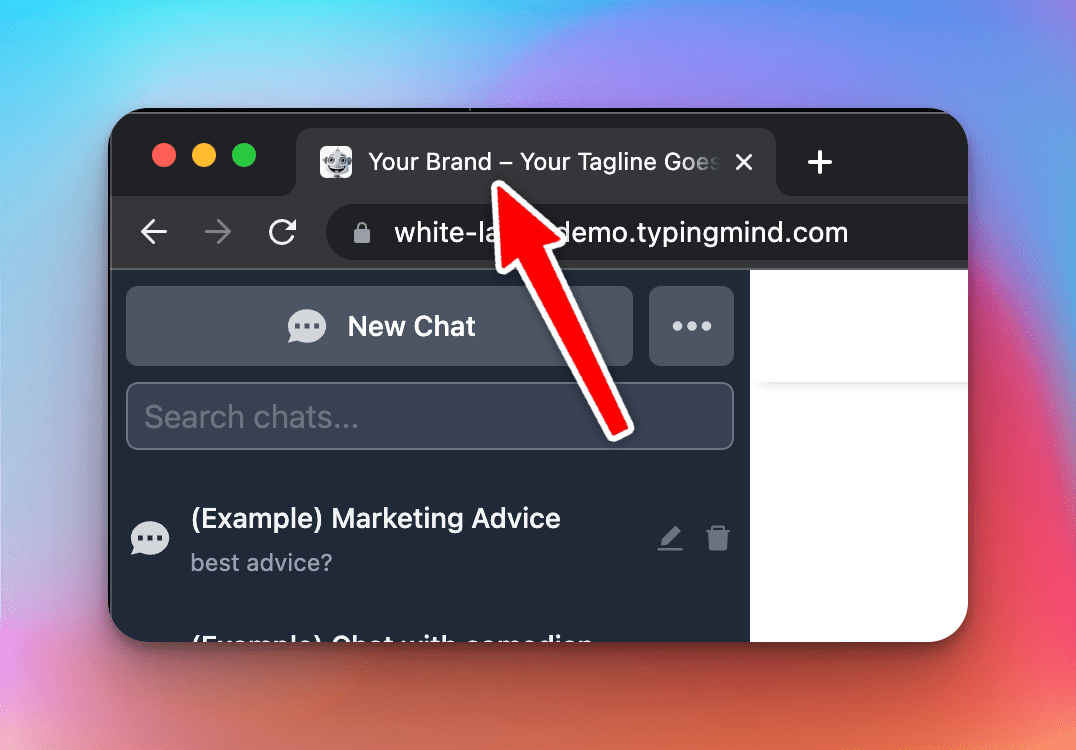 Your Brand – Your Tagline Goes
white-la demo.typingmind.com
New Chat
Search chats...
(Example) Marketing Advice
best advice?
(Example) Chat with comedian